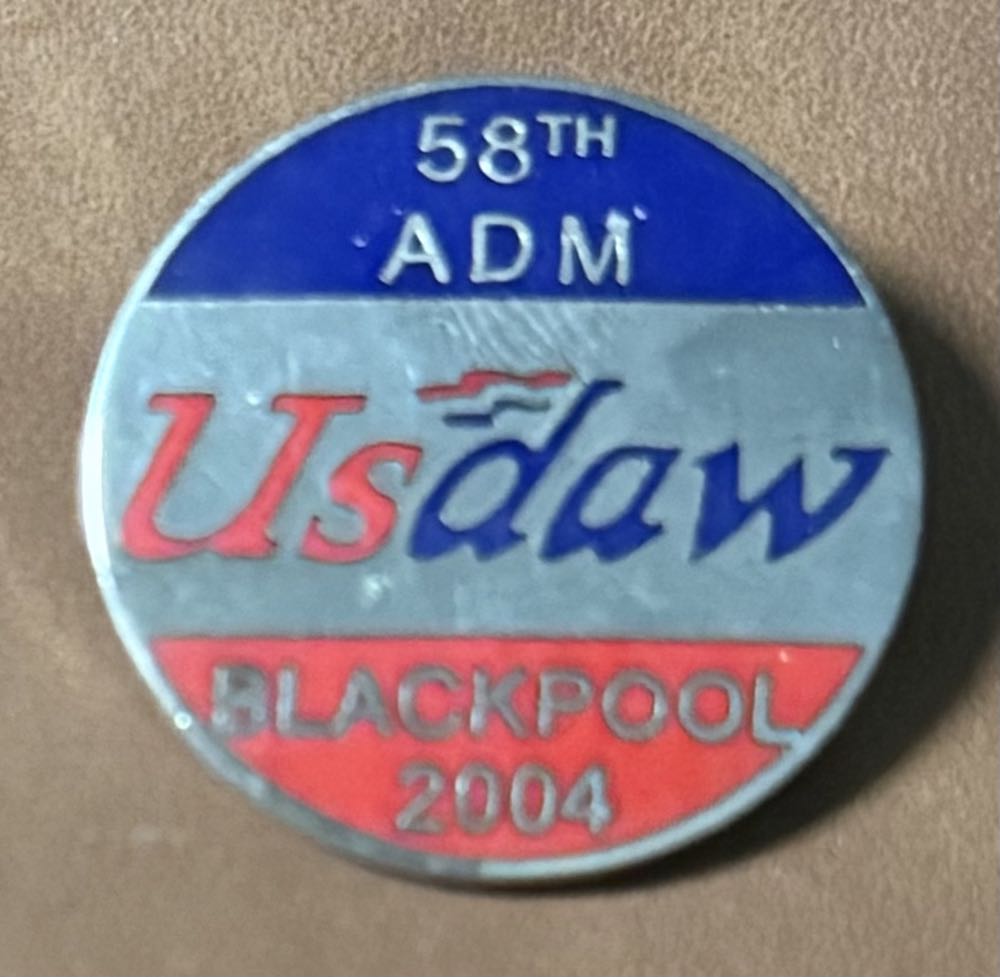 58TH
ADM
Usdaw
BLACKPOOL
2004